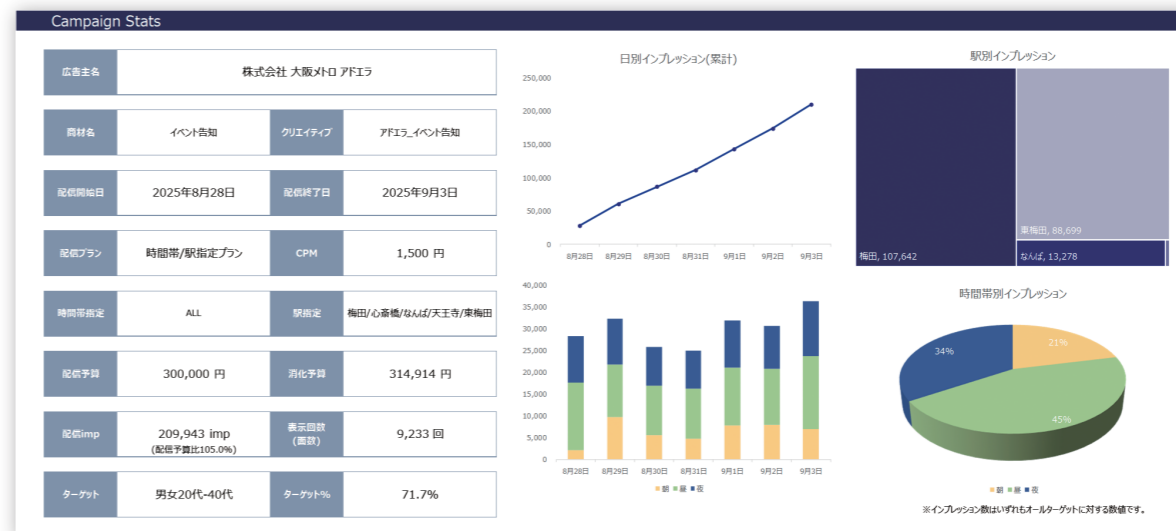 Campaign Stats
広告主名
株式会社 大阪メトロ アドエラ
商材名
イベント告知
クリエイティブ
アドエラ_イベント告知
配信開始日
2025年8月28日
配信終了日
2025年9月3日
配信プラン
時間帯/駅指定プラン
CPM
1,500 円
時間帯指定
ALL
駅指定
梅田/心斎橋/なんば/天王寺/東梅田
配信予算
300,000 円
消化予算
314,914 円
配信imp
209,943 imp
(配信予算比105.0%)
表示回数
(面数)
9,233 回
ターゲット
男女20代-40代
ターゲット%
71.7%
日別インプレッション(累計)
250,000
200,000
150,000
100,000
50,000
0
8月28日 8月29日 8月30日 8月31日 9月1日 9月2日 9月3日
40,000
35,000
30,000
25,000
20,000
15,000
10,000
5,000
0
8月28日 8月29日 8月30日 8月31日 9月1日 9月2日 9月3日
朝 昼 夜
駅別インプレッション
梅田, 107,642
東梅田, 88,699
なんば, 13,278
時間帯別インプレッション
34%
21%
45%
朝 昼 夜
※インプレッション数はいずれもオールターゲットに対する数値です。